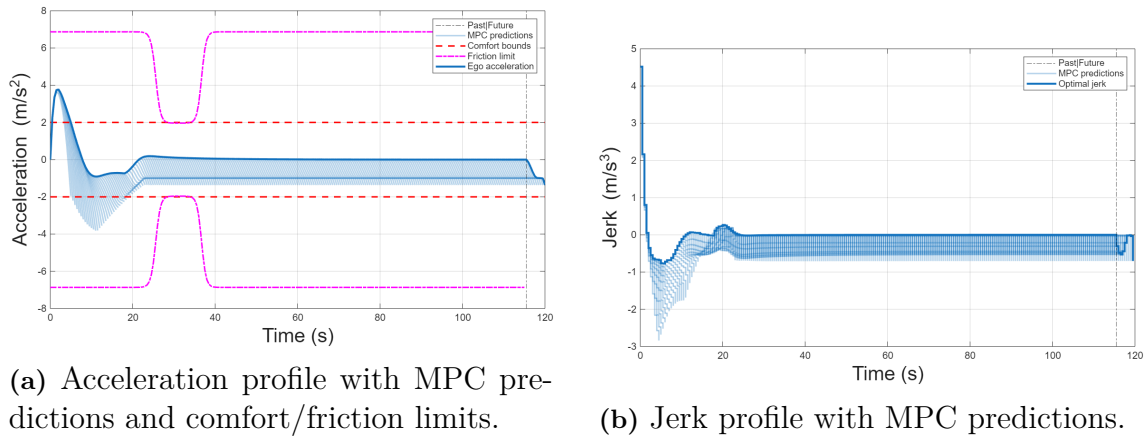 8
6
4
2
0
-2
-4
-6
-8
Acceleration (m/s²)
0
20
40
60
80
100
120
Time (s)
Past|Future
MPC predictions
Comfort bounds
Friction limit
Ego acceleration
(a) Acceleration profile with MPC pre-
dictions and comfort/friction limits.
5
4
3
2
1
0
-1
-2
-3
Jerk (m/s³)
0
20
40
60
80
100
120
Time (s)
Past|Future
MPC predictions
Optimal jerk
(b) Jerk profile with MPC predictions.